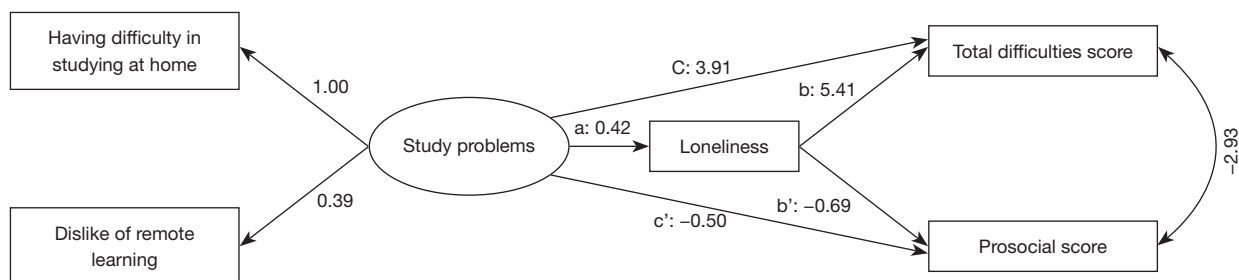 Having difficulty in
studying at home
Total difficulties score
C: 3.91
1.00
b: 5.41
a: 0.42
Study problems
Loneliness
−2.93
0.39
b’: −0.69
c’: −0.50
Dislike of remote
learning
Prosocial score